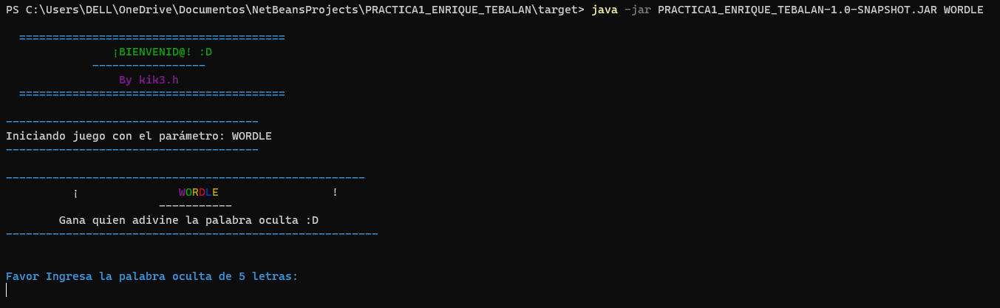 PS C:\Users\DELL\OneDrive\Documentos\NetBeansProjects\PRACTICA1_ENRIQUE_TEBALAN\target> java -jar PRACTICA1_ENRIQUE_TEBALAN-1.0-SNAPSHOT.JAR WORDLE
========================================
¡BIENVENID@! :D
-----------------
By kik3.h
========================================
--------------------------------------
Iniciando juego con el parámetro: WORDLE
--------------------------------------
------------------------------------------------------
¡ WORDLE !
-----------
Gana quien adivine la palabra oculta :D
--------------------------------------------------------
Favor Ingresa la palabra oculta de 5 letras: